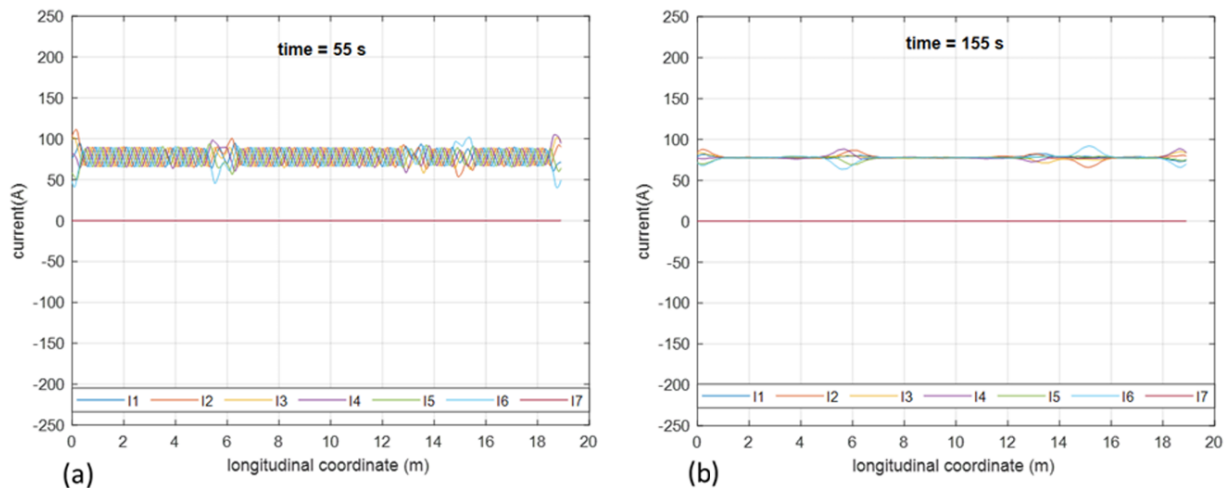 250
200
150
100
50
0
-50
-100
-150
-200
-250
current(A)
time = 55 s
I1 I2 I3 I4 I5 I6 I7
0 2 4 6 8 10 12 14 16 18 20
longitudinal coordinate (m)
(a)
250
200
150
100
50
0
-50
-100
-150
-200
-250
current(A)
time = 155 s
I1 I2 I3 I4 I5 I6 I7
0 2 4 6 8 10 12 14 16 18 20
longitudinal coordinate (m)
(b)